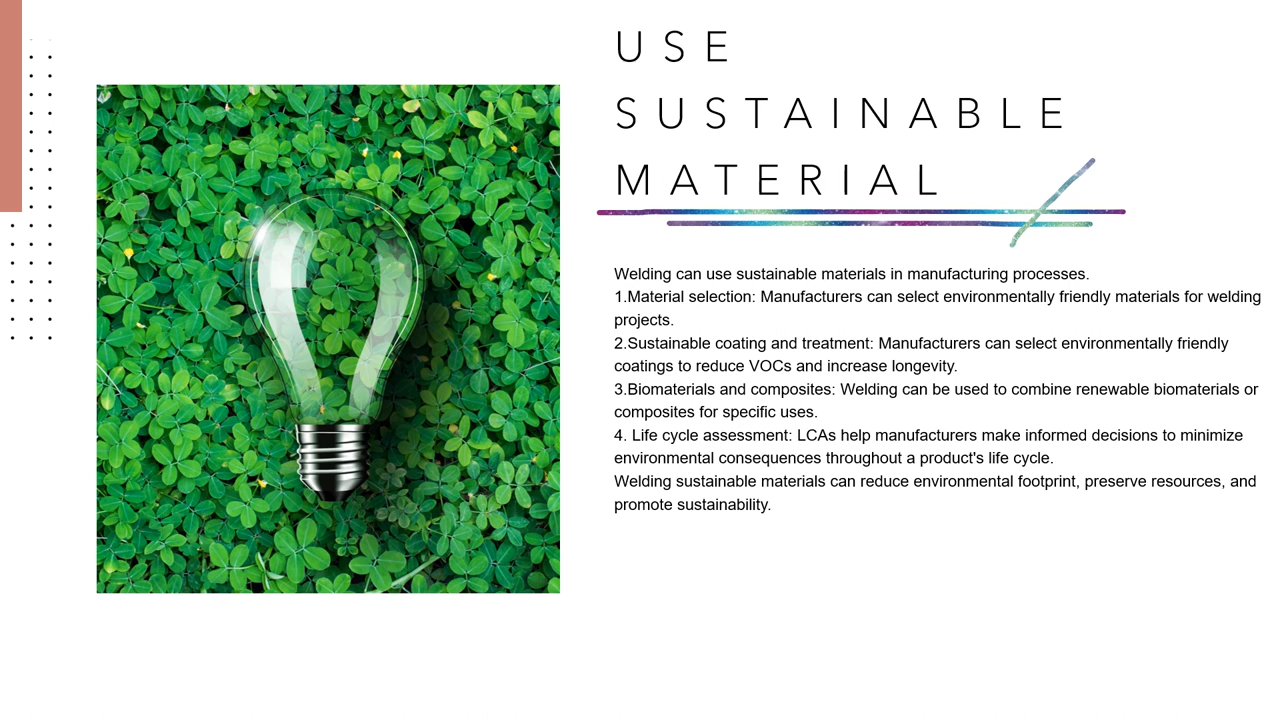 USE
SUSTAINABLE
MATERIAL
Welding can use sustainable materials in manufacturing processes.
1.Material selection: Manufacturers can select environmentally friendly materials for welding
projects.
2.Sustainable coating and treatment: Manufacturers can select environmentally friendly
coatings to reduce VOCs and increase longevity.
3.Biomaterials and composites: Welding can be used to combine renewable biomaterials or
composites for specific uses.
4. Life cycle assessment: LCAs help manufacturers make informed decisions to minimize
environmental consequences throughout a product's life cycle.
Welding sustainable materials can reduce environmental footprint, preserve resources, and
promote sustainability.